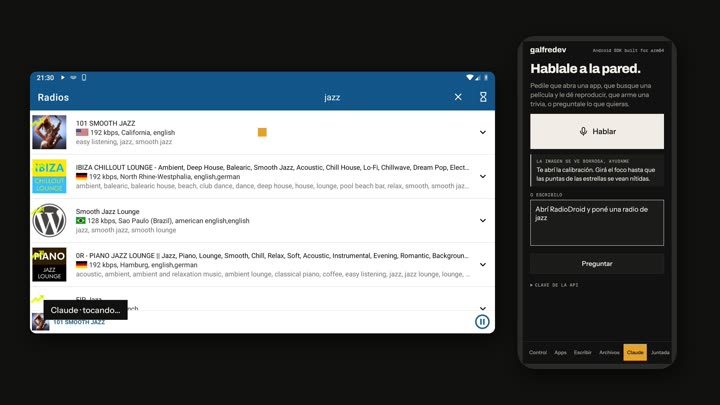 21:30
Radios
jazz
101 SMOOTH JAZZ
192 kbps, California, english
easy listening, jazz, smooth jazz
IBIZA
CHILLOUT
LOUNGE
IBIZA CHILLOUT LOUNGE - Ambient, Deep House, Balearic, Smooth Jazz, Acoustic, Chill House, Lo-Fi, Chillwave, Dream Pop, Elect...
192 kbps, North Rhine-Westphalia, english,german
ambient, balearic, balearic house, beach, club dance, dance, deep house, house, lounge, pool beach bar, relax, smooth, smooth jaz...
Smooth Jazz Lounge
128 kbps, Sao Paulo (Brazil), american english,english
jazz, smooth jazz, smooth lounge
PIANO
JAZZ
LOUNGE
0R - PIANO JAZZ LOUNGE || Jazz, Piano, Lounge, Smooth, Chill, Relax, Soft, Acoustic, Instrumental, Evening, Romantic, Backgroun...
192 kbps, Hamburg, english,german
acoustic, ambient, ambient and relaxation music, ambient lounge, classical piano, coffee, easy listening, jazz, jazz lounge, lounge, ...
Claude · tocando...
101 SMOOTH JAZZ
galfredev
Android SDK built for arm64
Hablale a la pared.
Pedile que abra una app, que busque una
película y le dé reproducir, que arme una
trivia, o preguntale lo que quieras.
Hablar
LA IMAGEN SE VE BORROSA, AYUDAME
Te abrí la calibración. Girá el foco hasta que
las puntas de las estrellas se vean nítidas.
O ESCRIBILO
Abrí RadioDroid y poné una radio de
jazz
Preguntar
CLAVE DE LA API
Control
Apps
Escribir
Archivos
Claude
Juntada